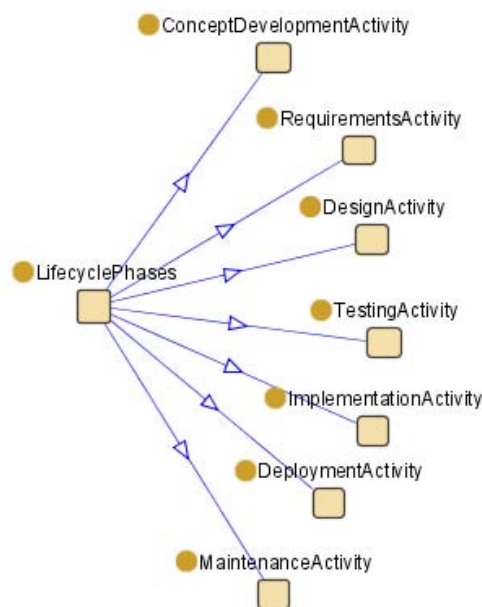 ConceptDevelopmentActivity
RequirementsActivity
DesignActivity
LifecyclePhases
TestingActivity
ImplementationActivity
DeploymentActivity
MaintenanceActivity